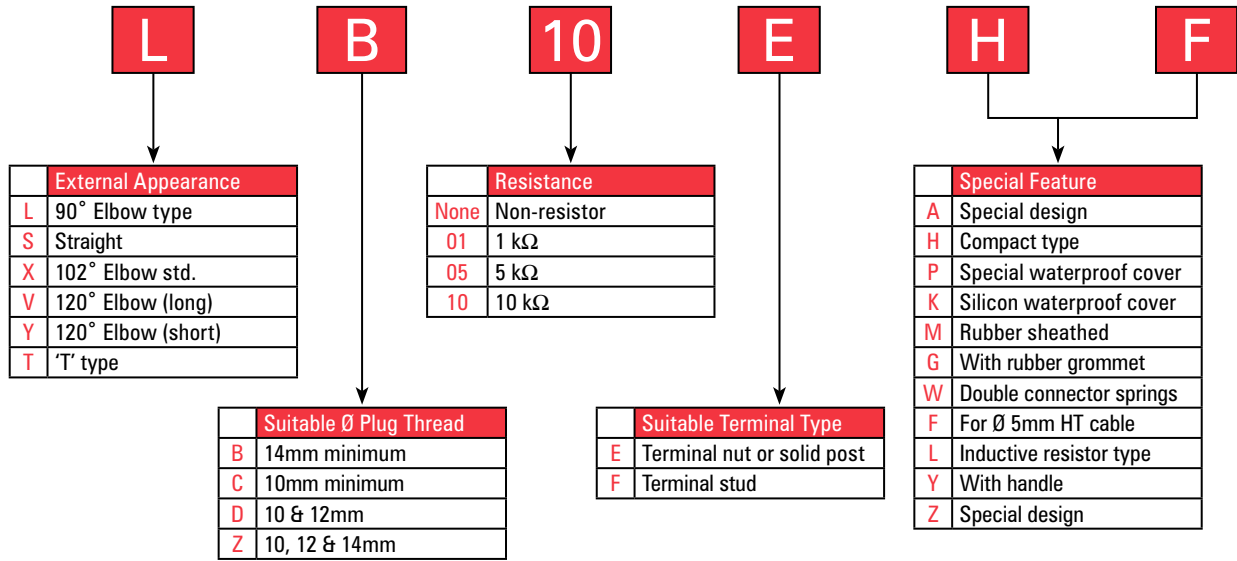 L B 10 E H F
External Appearance
L 90˚ Elbow type
S Straight
X 102˚ Elbow std.
V 120˚ Elbow (long)
Y 120˚ Elbow (short)
T ‘T’ type
Suitable Ø Plug Thread
B 14mm minimum
C 10mm minimum
D 10 & 12mm
Z 10, 12 & 14mm
Resistance
None Non-resistor
01 1 kΩ
05 5 kΩ
10 10 kΩ
Suitable Terminal Type
E Terminal nut or solid post
F Terminal stud
Special Feature
A Special design
H Compact type
P Special waterproof cover
K Silicon waterproof cover
M Rubber sheathed
G With rubber grommet
W Double connector springs
F For Ø 5mm HT cable
L Inductive resistor type
Y With handle
Z Special design